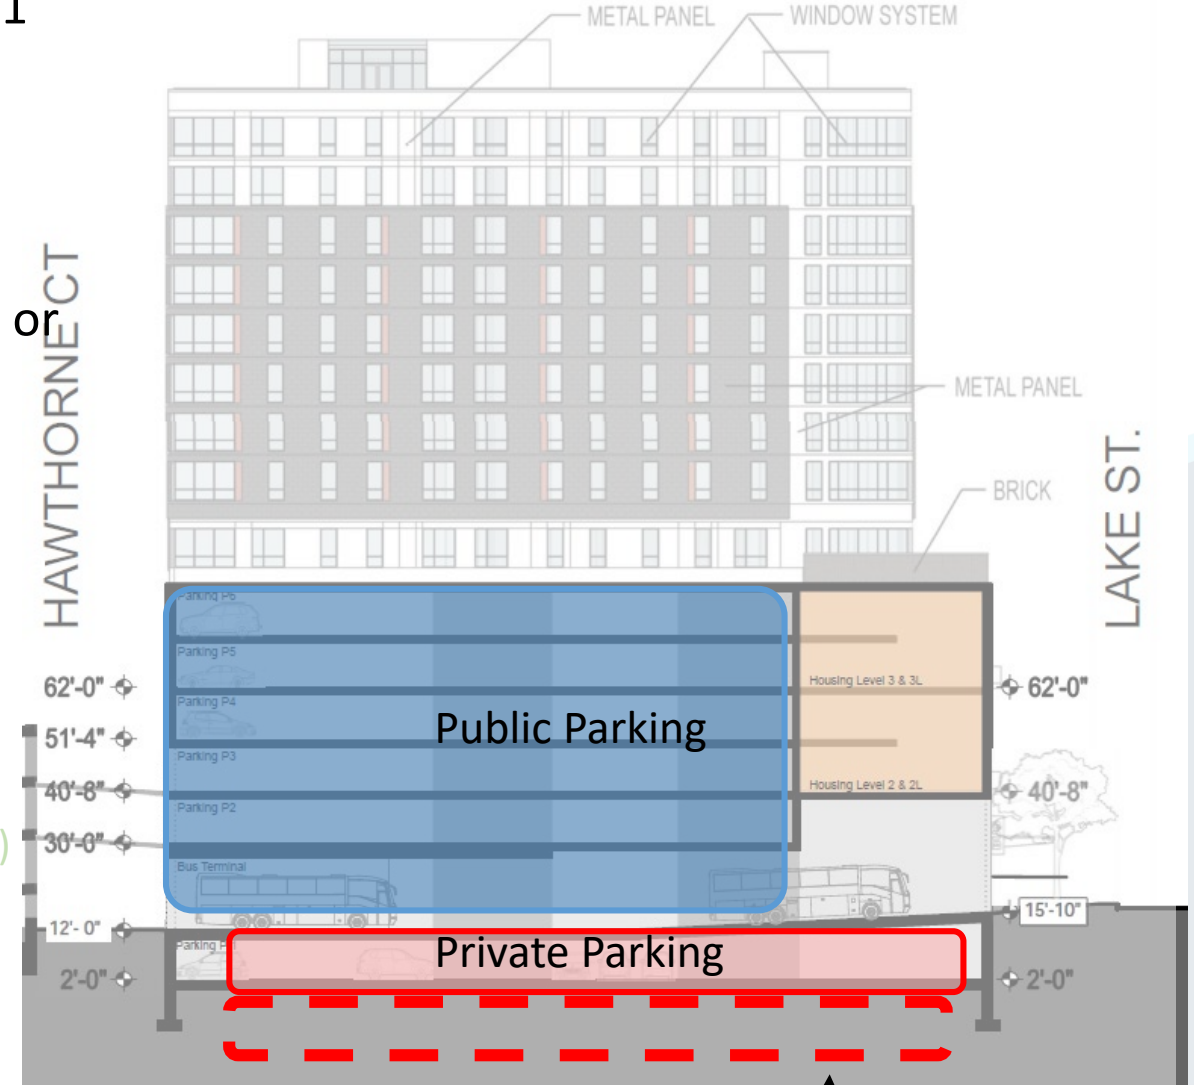 1
METAL PANEL
WINDOW SYSTEM
or
HAWTHORNE CT
METAL PANEL
LAKE ST.
BRICK
Parking P6
Parking P5
Housing Level 3 & 3L
62'-0"
62'-0"
Parking P4
Public Parking
51'-4"
Parking P3
Housing Level 2 & 2L
40'-8"
40'-8"
Parking P2
)
30'-0"
Bus Terminal
15'-10"
12'- 0"
Parking
Private Parking
2'-0"
2'-0"